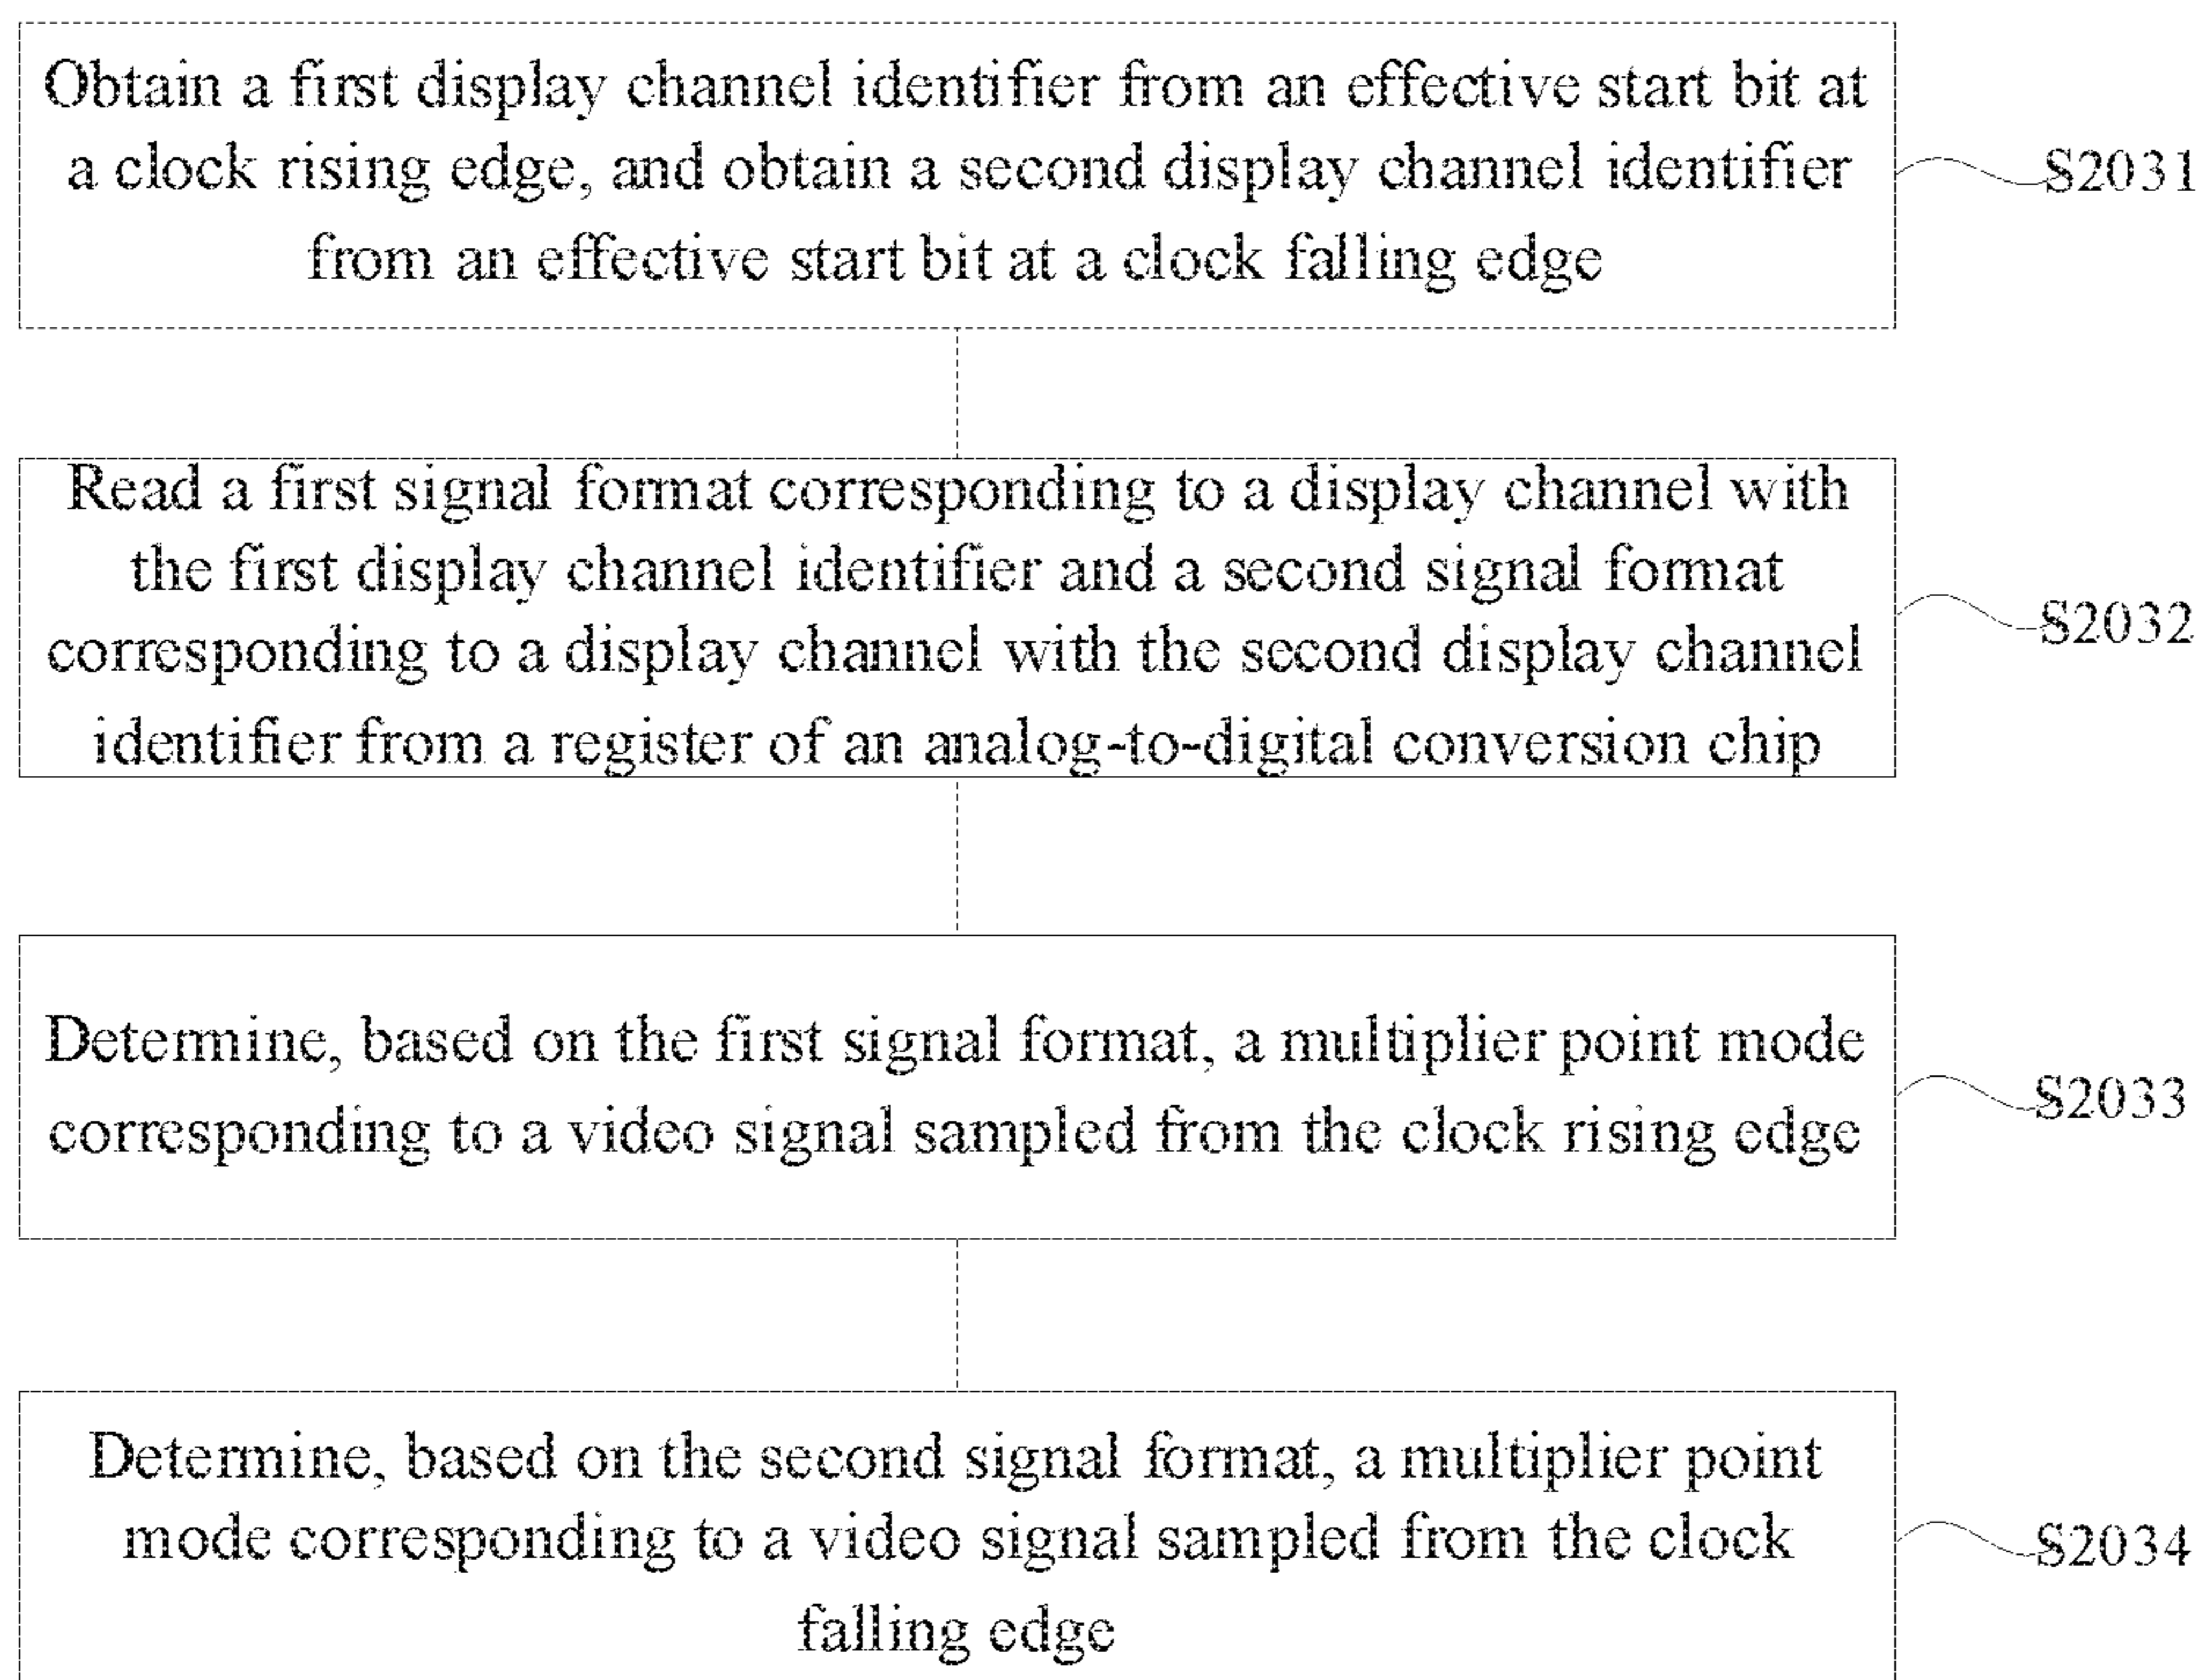 Obtain a first display channel identifier from an effective start bit at
a clock rising edge, and obtain a second display channel identifier
from an effective start bit at a clock falling edge
S2031
Read a first signal format corresponding to a display channel with
the first display channel identifier and a second signal format
corresponding to a display channel with the second display channel
identifier from a register of an analog-to-digital conversion chip
S2032
Determine, based on the first signal format, a multiplier point mode
corresponding to a video signal sampled from the clock rising edge
S2033
Determine, based on the second signal format, a multiplier point
mode corresponding to a video signal sampled from the clock
falling edge
S2034